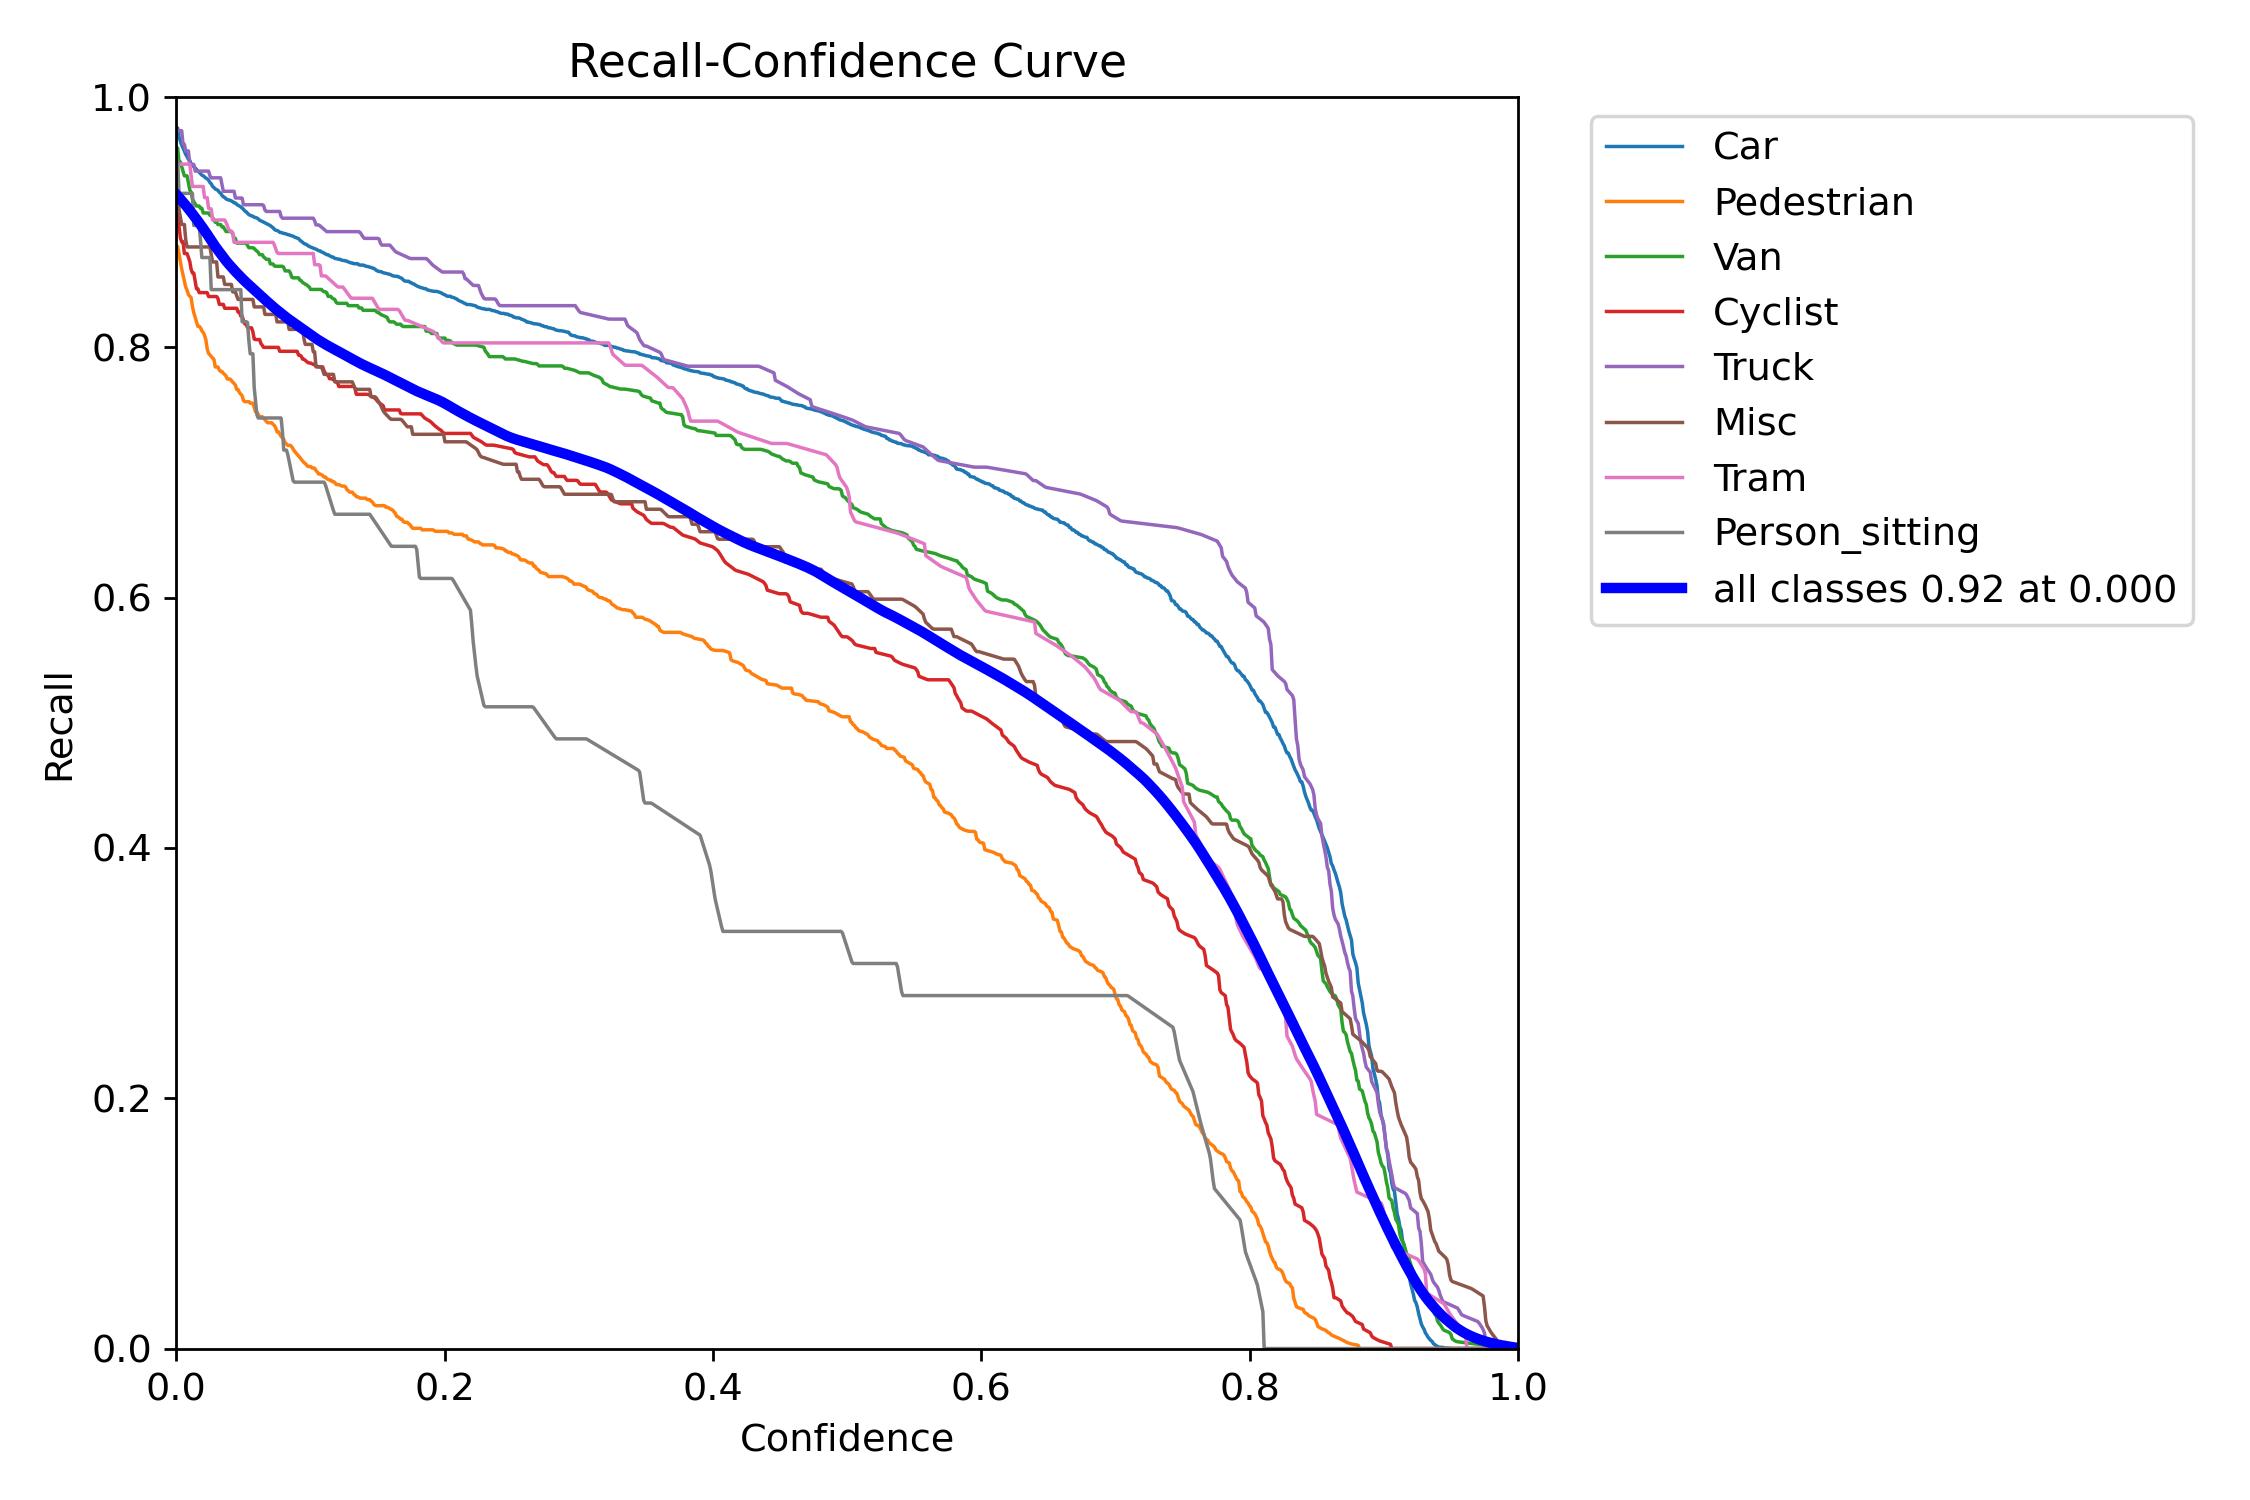 Recall-Confidence Curve
1.0
0.8
0.6
0.4
0.2
0.0
Recall
0.0 0.2 0.4 0.6 0.8 1.0
Confidence
Car
Pedestrian
Van
Cyclist
Truck
Misc
Tram
Person_sitting
all classes 0.92 at 0.000